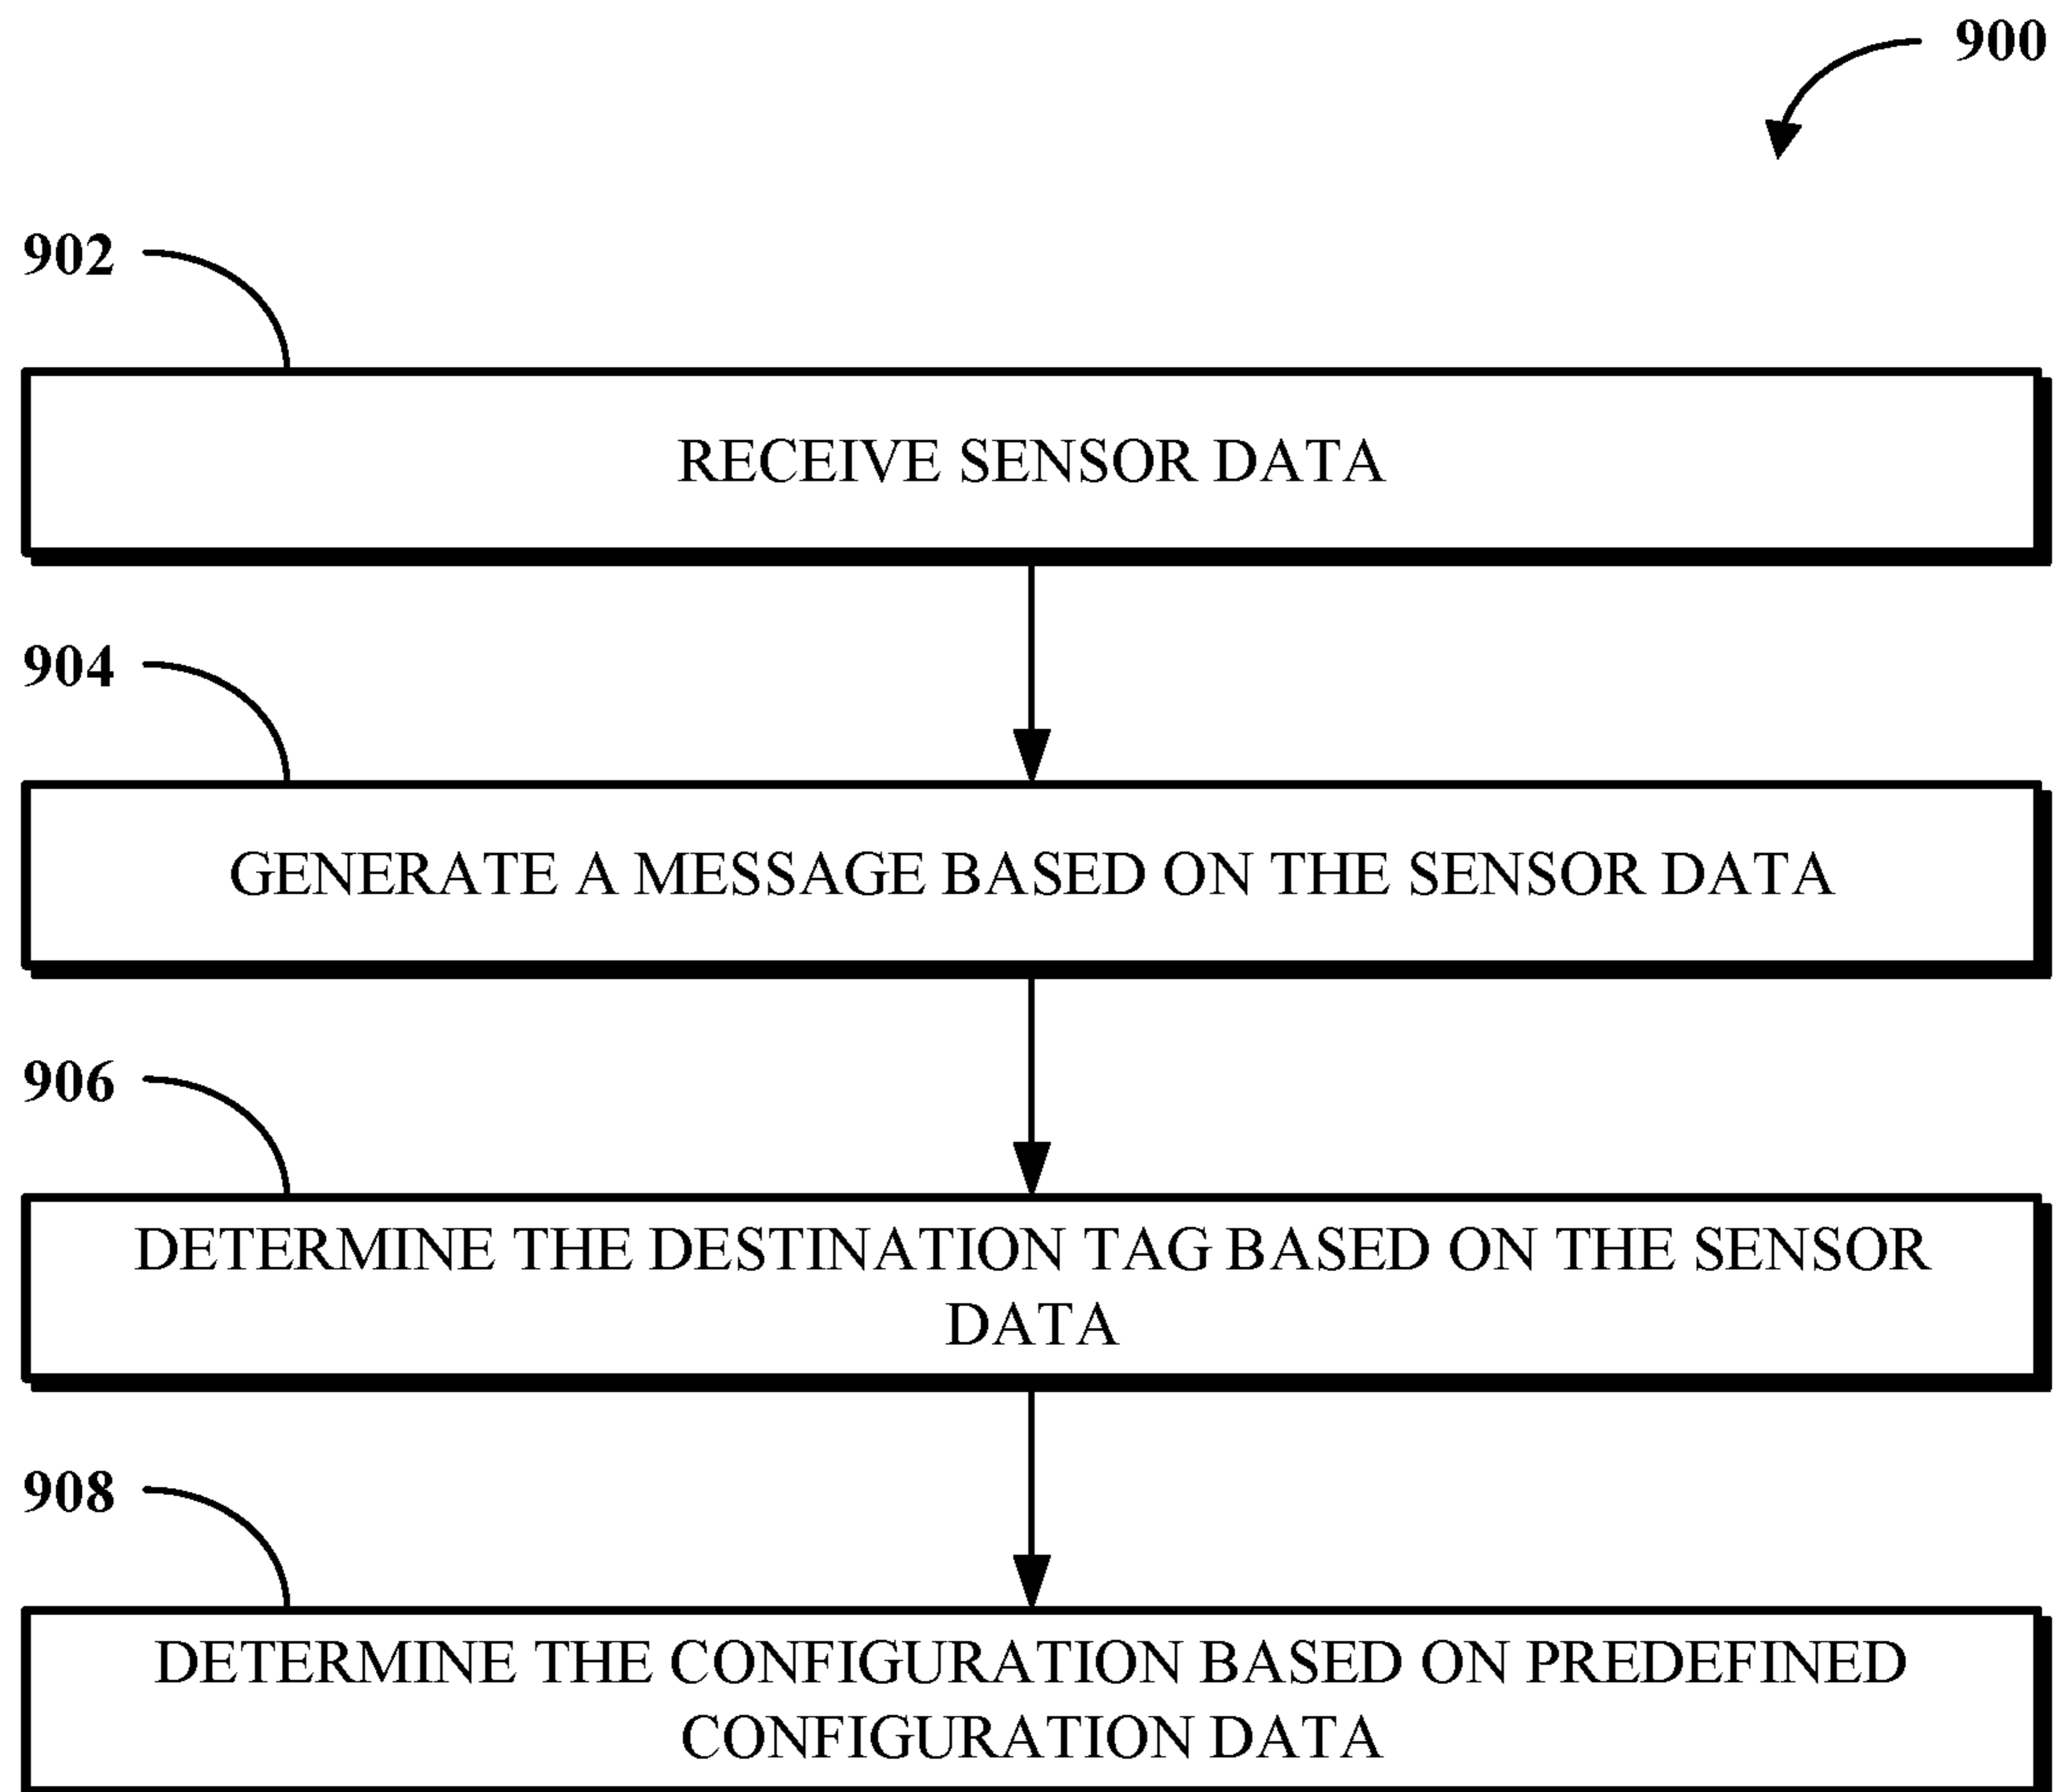 900
902
RECEIVE SENSOR DATA
904
GENERATE A MESSAGE BASED ON THE SENSOR DATA
906
DETERMINE THE DESTINATION TAG BASED ON THE SENSOR
DATA
908
DETERMINE THE CONFIGURATION BASED ON PREDEFINED
CONFIGURATION DATA